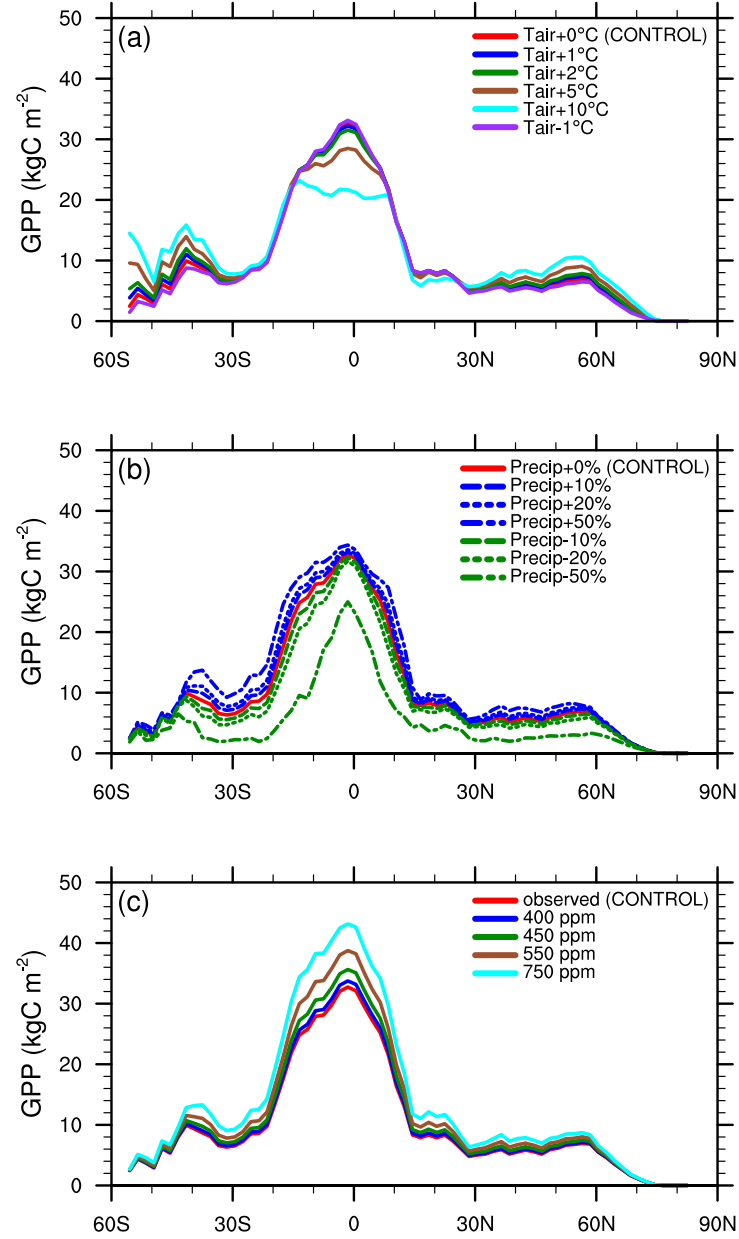 50
(a)
Tair+0°C (CONTROL)
Tair+1°C
Tair+2°C
Tair+5°C
Tair+10°C
Tair-1°C
40
30
20
10
0
GPP (kgC m⁻²)
60S 30S 0 30N 60N 90N
50
(b)
Precip+0% (CONTROL)
Precip+10%
Precip+20%
Precip+50%
Precip-10%
Precip-20%
Precip-50%
40
30
20
10
0
GPP (kgC m⁻²)
60S 30S 0 30N 60N 90N
50
(c)
observed (CONTROL)
400 ppm
450 ppm
550 ppm
750 ppm
40
30
20
10
0
GPP (kgC m⁻²)
60S 30S 0 30N 60N 90N